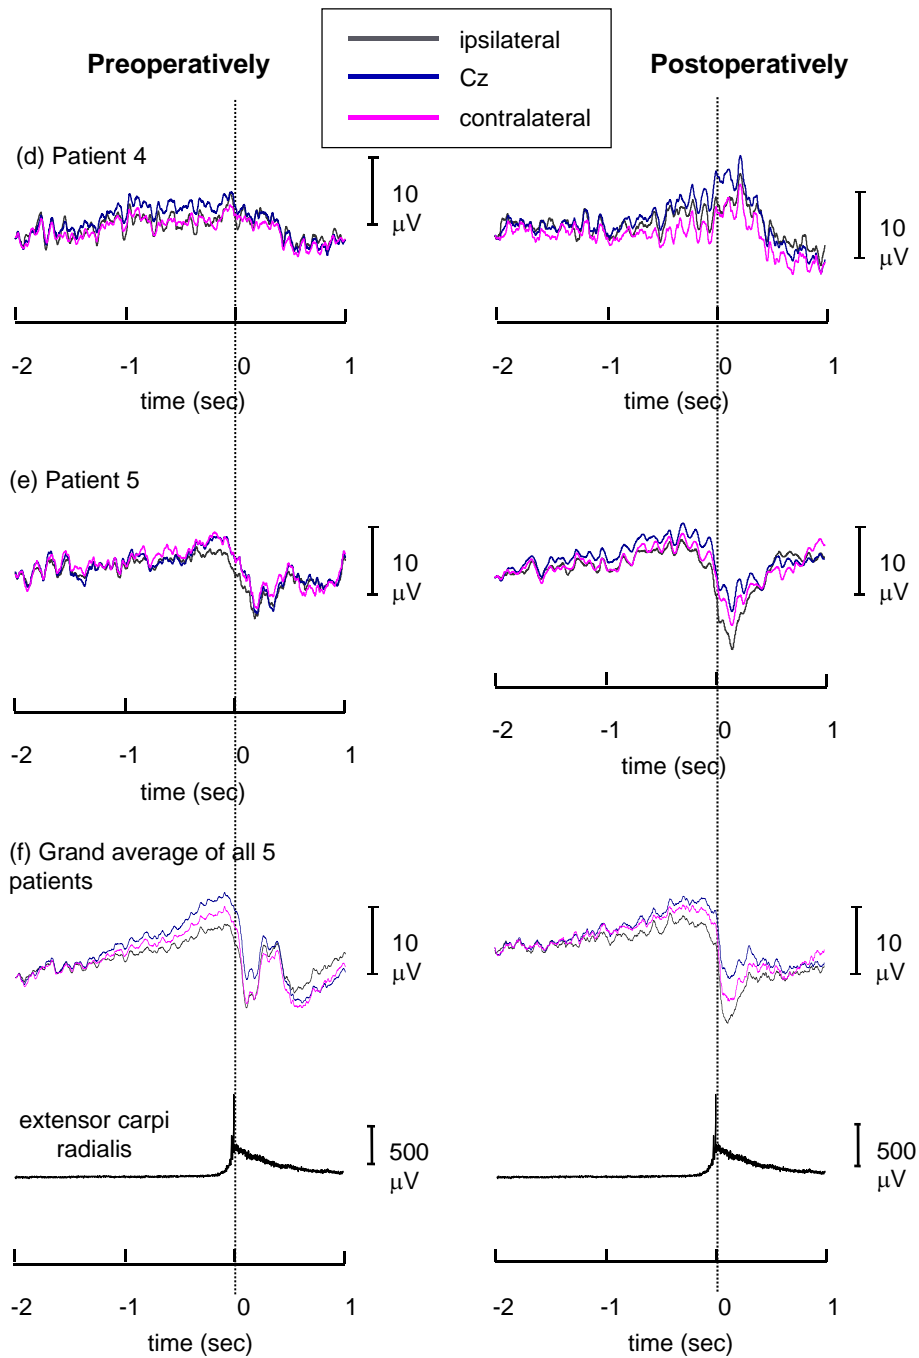 ipsilateral
Preoperatively
Postoperatively
Cz
contralateral
(d) Patient 4
10
μV
10
μV
-2 -1 0 1
time (sec)
-2 -1 0 1
time (sec)
(e) Patient 5
10
μV
10
μV
-2 -1 0 1
time (sec)
-2 -1 0 1
time (sec)
(f) Grand average of all 5
patients
10
μV
10
μV
extensor carpi
radialis
500
μV
500
μV
-2 -1 0 1
time (sec)
-2 -1 0 1
time (sec)